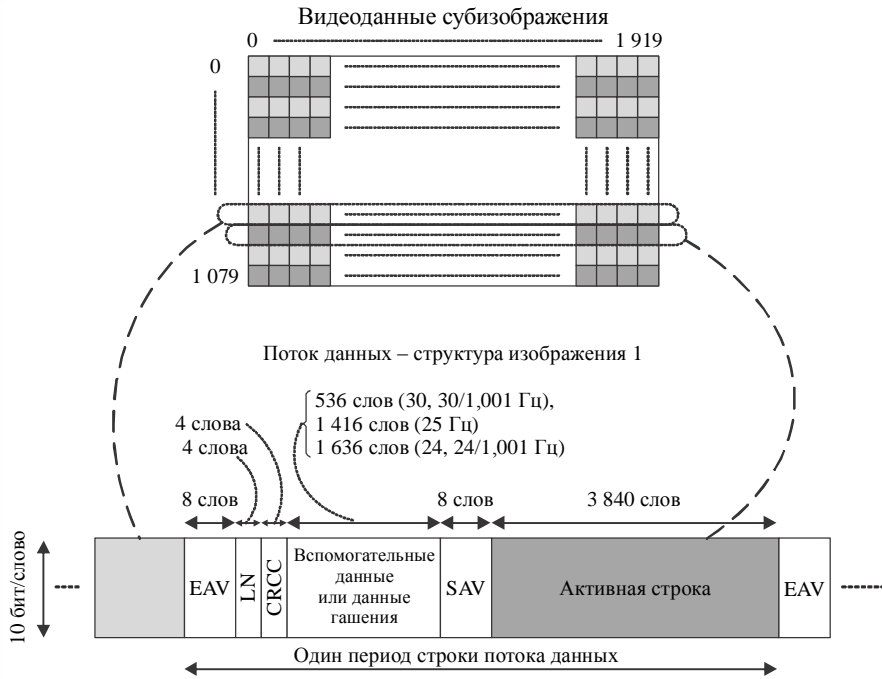 Видеоданные субизображения
0 1 919
0
1 079
Поток данных – структура изображения 1
536 слов (30, 30/1,001 Гц),
4 слова 1 416 слов (25 Гц)
4 слова 1 636 слов (24, 24/1,001 Гц)
8 слов 8 слов 3 840 слов
10 бит/слово
EAV
LN
CRCC
Вспомогательные
данные
или данные
гашения
SAV
Активная строка
EAV
Один период строки потока данных